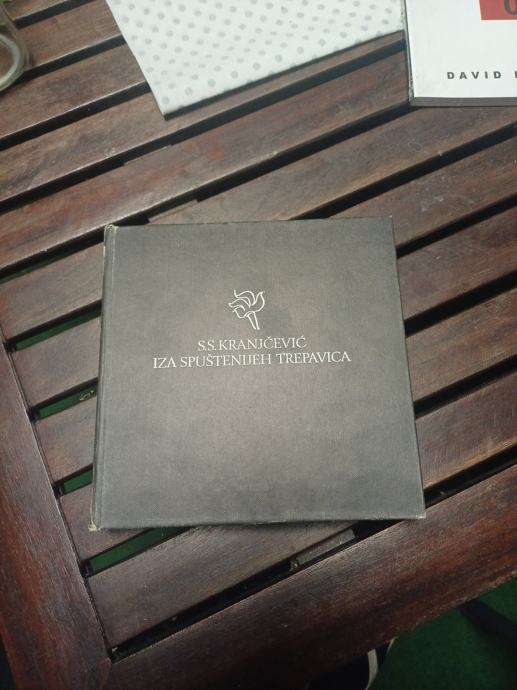 DAVID
S.S. KRANJČEVIĆ
IZA SPUŠTENIJEH TREPAVICA